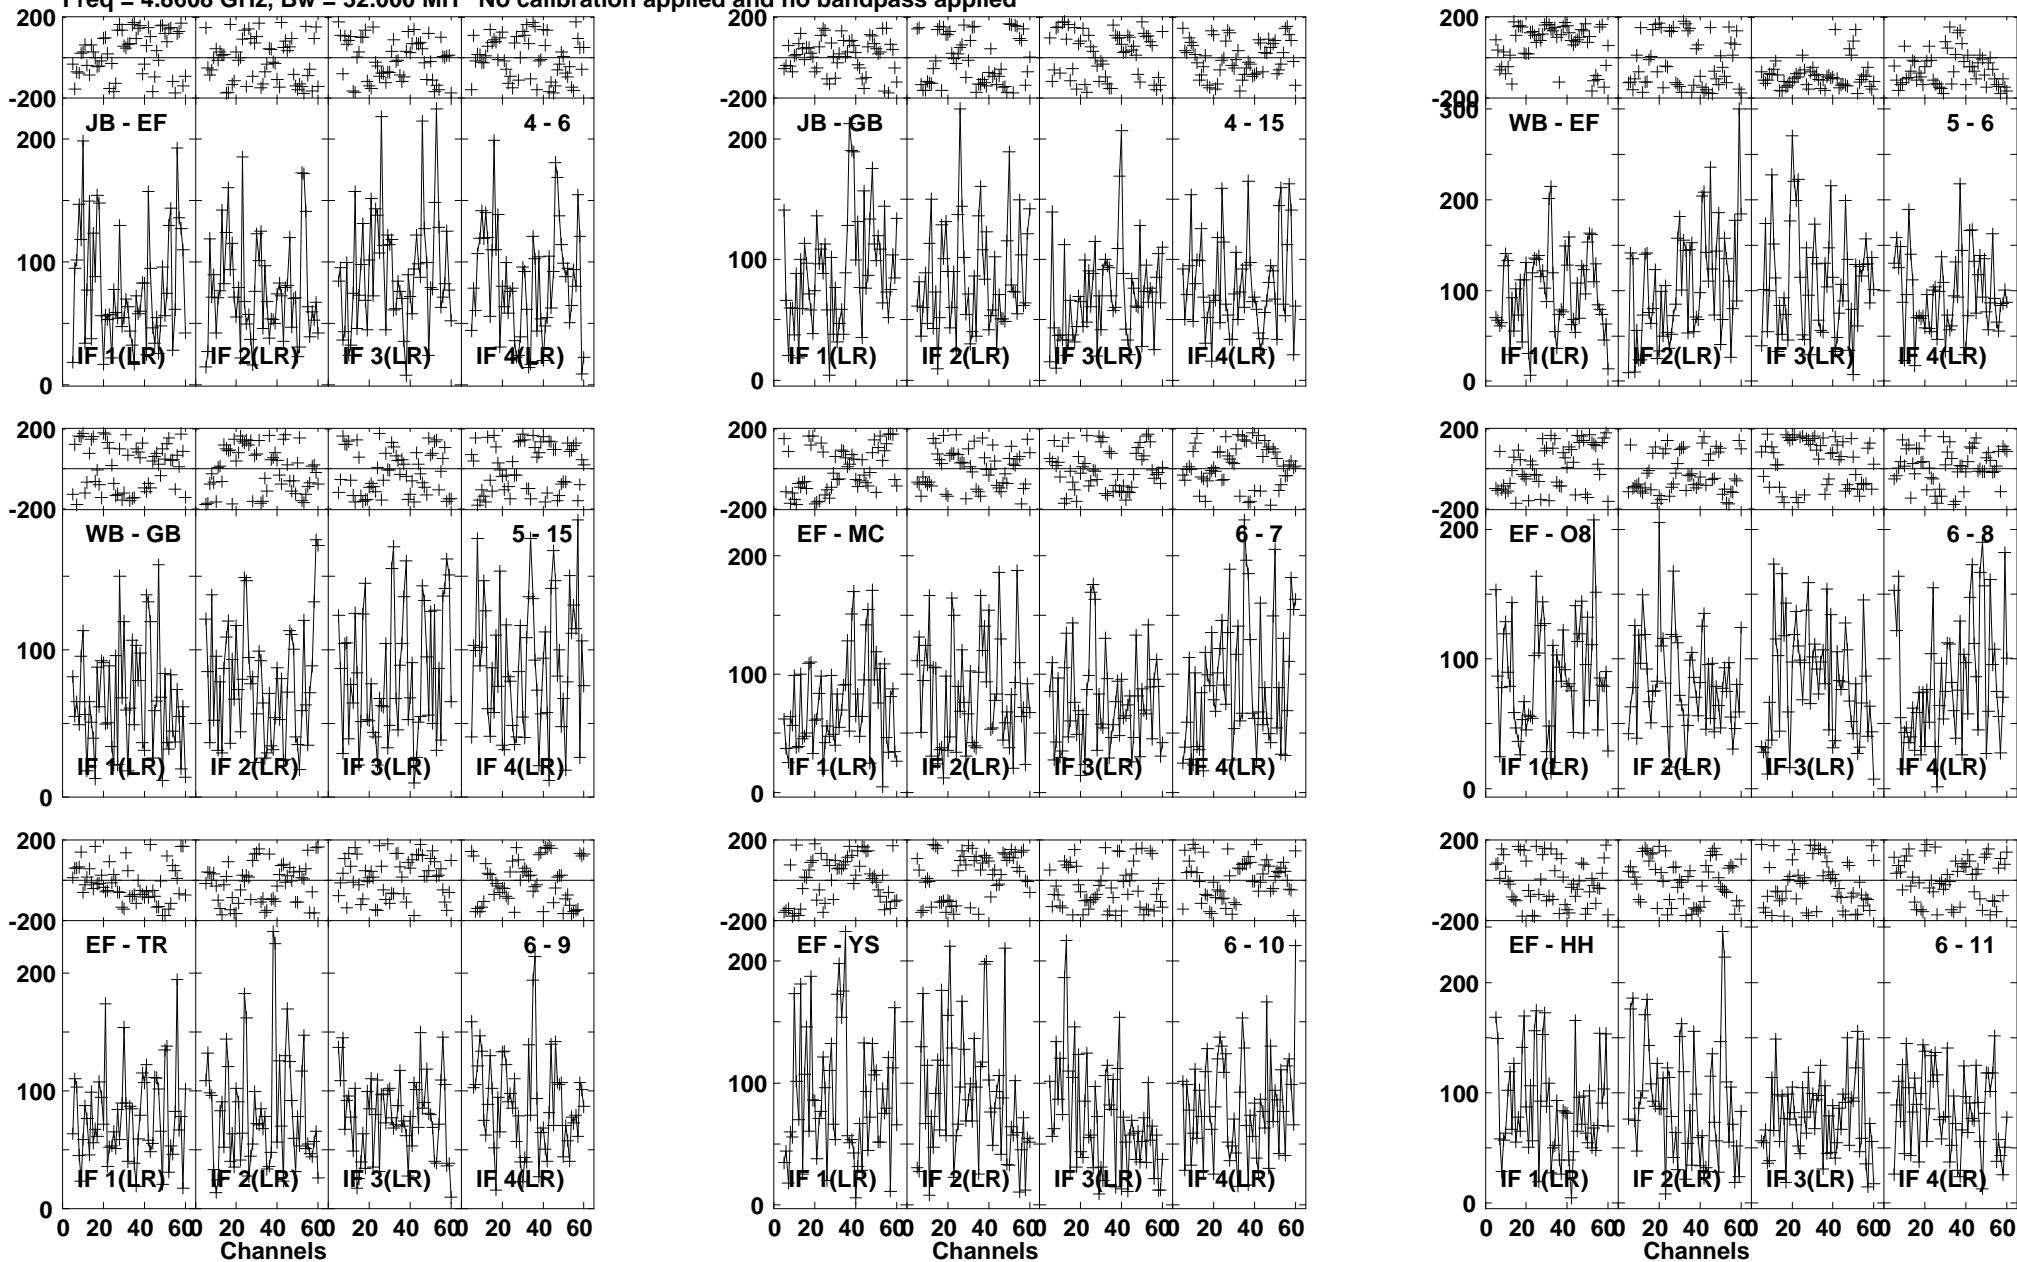 Freq = 4.8608 GHz, Bw = 32.000 MH No calibration applied and no bandpass applied
200 200 200
-200 -200 -200
JB - EF 4 - 6 JB - GB 4 - 15 WB - EF 5 - 6
300
200 200 200
100 100 100
IF 1(LR) IF 2(LR) IF 3(LR) IF 4(LR) IF 1(LR) IF 2(LR) IF 3(LR) IF 4(LR) IF 1(LR) IF 2(LR) IF 3(LR) IF 4(LR)
0 0 0
200 200 200
-200 -200 -200
WB - GB 5 - 15 EF - MC 6 - 7 EF - O8 6 - 8
200 200
100 100 100
IF 1(LR) IF 2(LR) IF 3(LR) IF 4(LR) IF 1(LR) IF 2(LR) IF 3(LR) IF 4(LR) IF 1(LR) IF 2(LR) IF 3(LR) IF 4(LR)
0 0 0
200 200 200
-200 -200 -200
EF - TR 6 - 9 EF - YS 6 - 10 EF - HH 6 - 11
200 200 200
100 100 100
IF 1(LR) IF 2(LR) IF 3(LR) IF 4(LR) IF 1(LR) IF 2(LR) IF 3(LR) IF 4(LR) IF 1(LR) IF 2(LR) IF 3(LR) IF 4(LR)
0 0 0
0 20 40 60 0 20 40 60 0 20 40 60 0 20 40 60 0 20 40 60 0 20 40 60 0 20 40 60 0 20 40 60 0 20 40 60 0 20 40 60 0 20 40 60 0 20 40 60
Channels Channels Channels